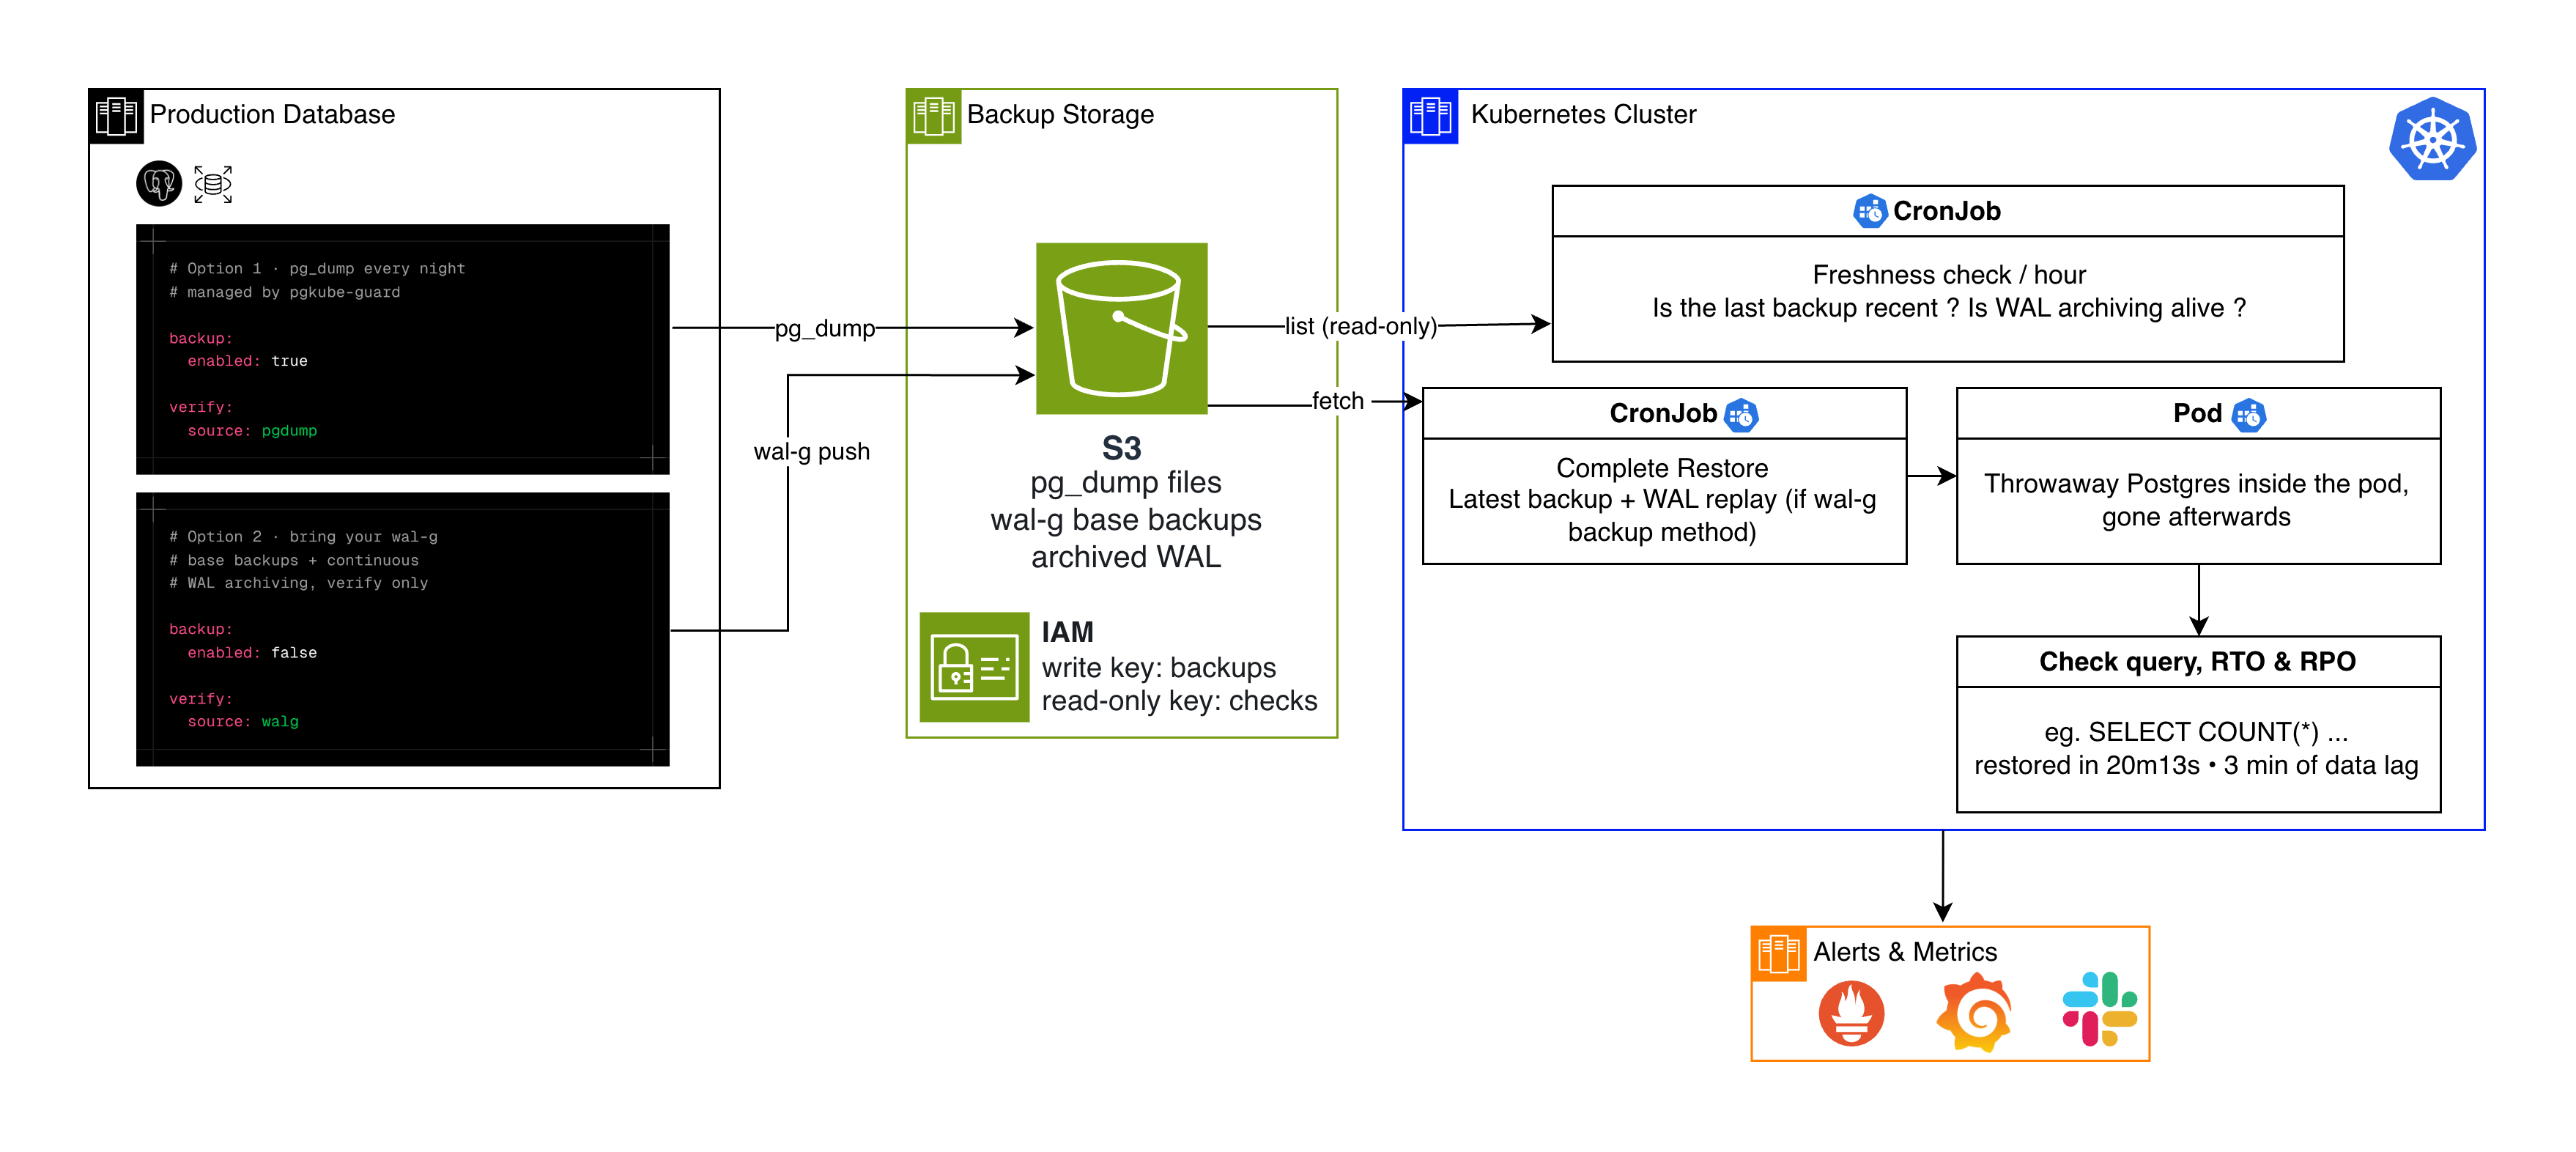 Production Database
# Option 1 · pg_dump every night
# managed by pgkube-guard
backup:
enabled: true
verify:
source: pgdump
# Option 2 · bring your wal-g
# base backups + continuous
# WAL archiving, verify only
backup:
enabled: false
verify:
source: walg
pg_dump
wal-g push
Backup Storage
S3
pg_dump files
wal-g base backups
archived WAL
IAM
write key: backups
read-only key: checks
list (read-only)
fetch
Kubernetes Cluster
CronJob
Freshness check / hour
Is the last backup recent ? Is WAL archiving alive ?
CronJob
Complete Restore
Latest backup + WAL replay (if wal-g
backup method)
Pod
Throwaway Postgres inside the pod,
gone afterwards
Check query, RTO & RPO
eg. SELECT COUNT(*) ...
restored in 20m13s • 3 min of data lag
Alerts & Metrics